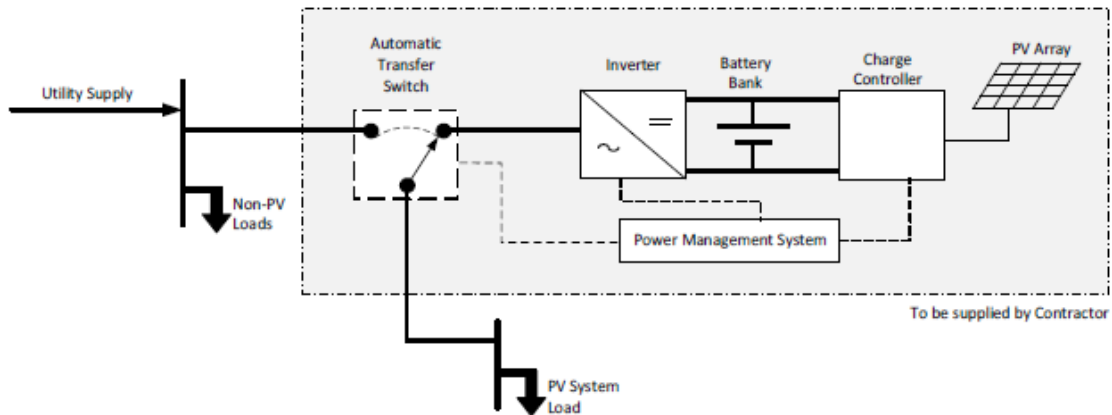 Automatic
Transfer
Switch
Inverter
Battery
Bank
Charge
Controller
PV Array
Utility Supply
Non-PV
Loads
Power Management System
To be supplied by Contractor
PV System
Load